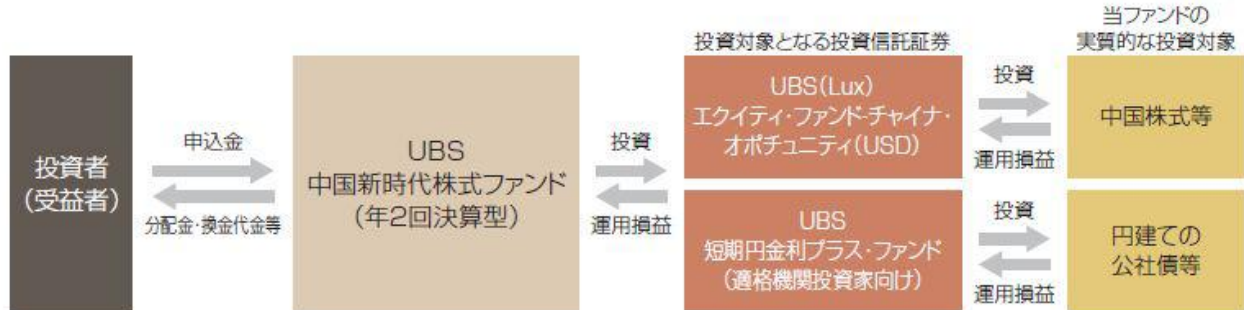 投資者
(受益者)
申込金
分配金・換金代金等
UBS
中国新時代株式ファンド
(年2回決算型)
投資
運用損益
投資対象となる投資信託証券
UBS(Lux)
エクイティ・ファンド-チャイナ・
オポチュニティ(USD)
UBS
短期円金利プラス・ファンド
(適格機関投資家向け)
投資
運用損益
投資
運用損益
当ファンドの
実質的な投資対象
中国株式等
円建ての
公社債等